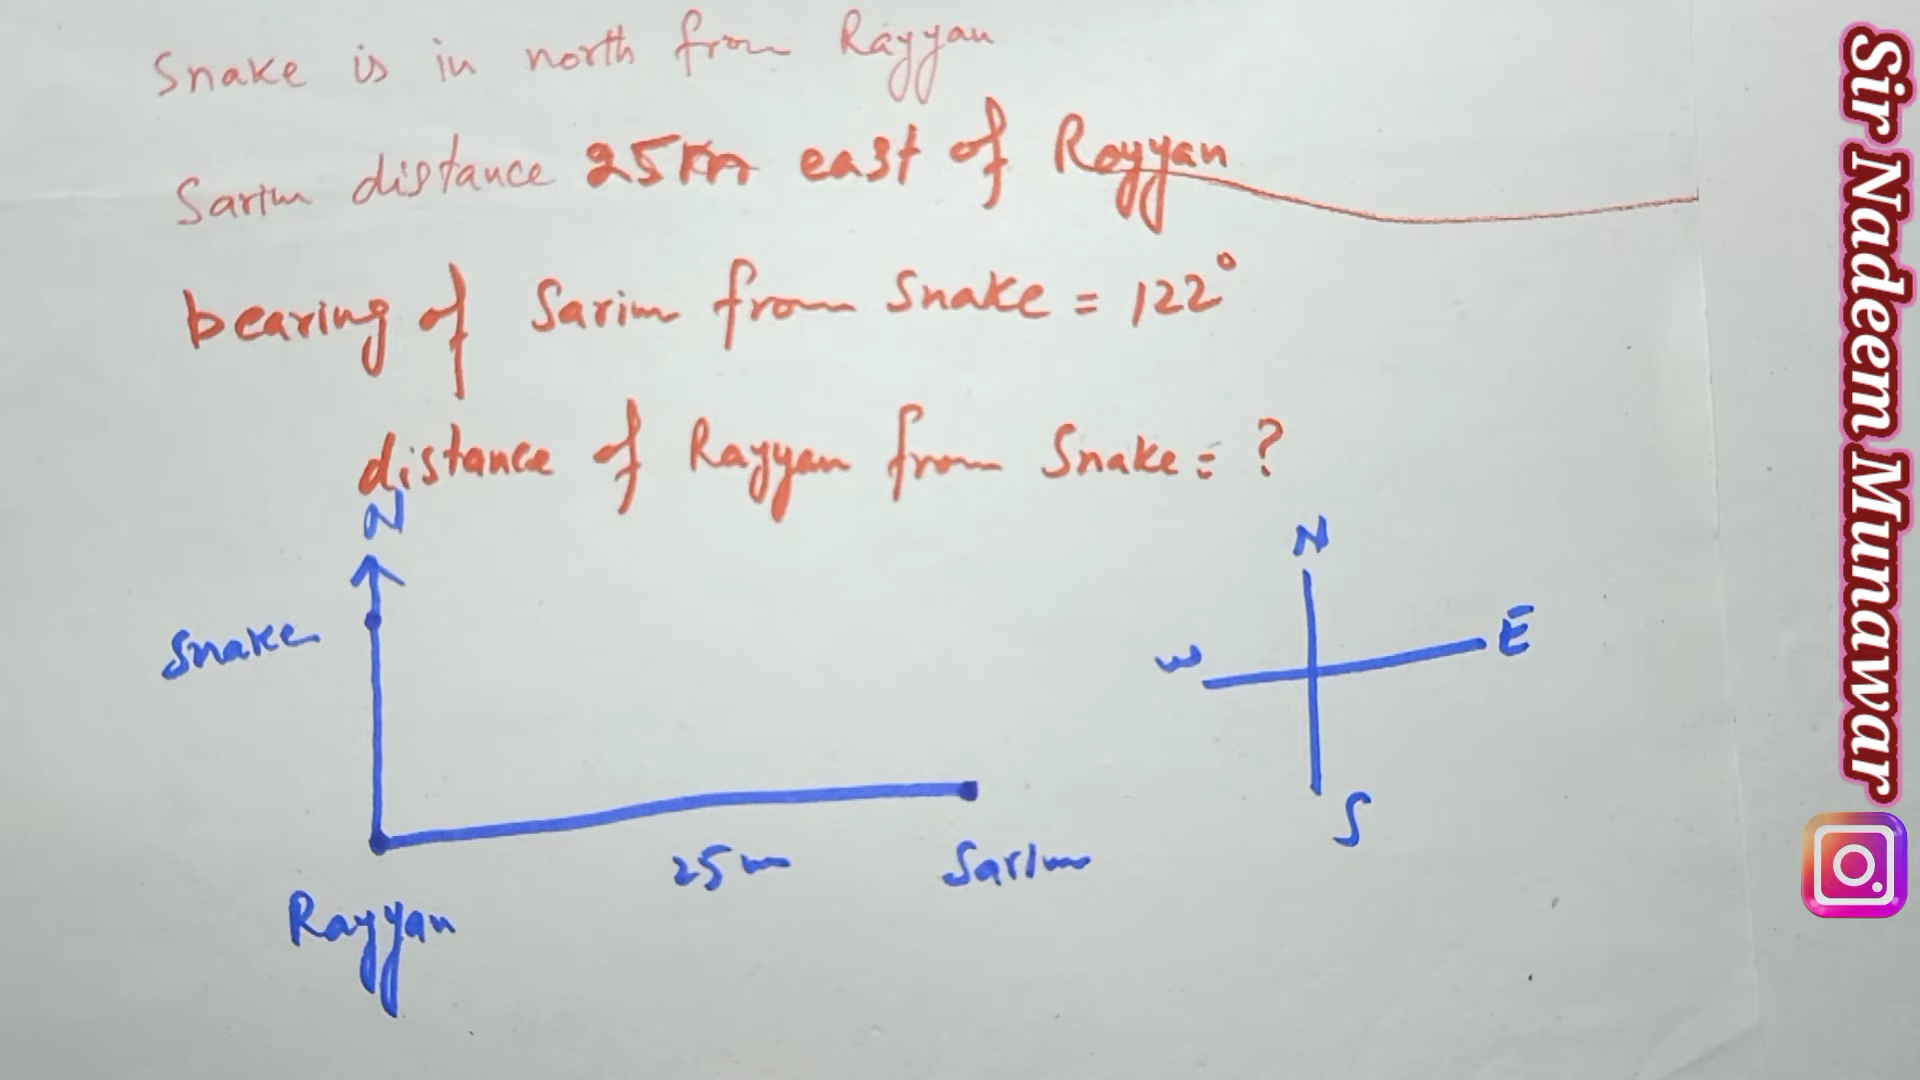 Snake is in north from Rayyan
Sarim distance 25km east of Rayyan
bearing of Sarim from Snake = 122°
distance of Rayyan from Snake = ?
N
Snake
25m
Sarim
Rayyan
N
W
E
S
Sir Nadeem Munawar